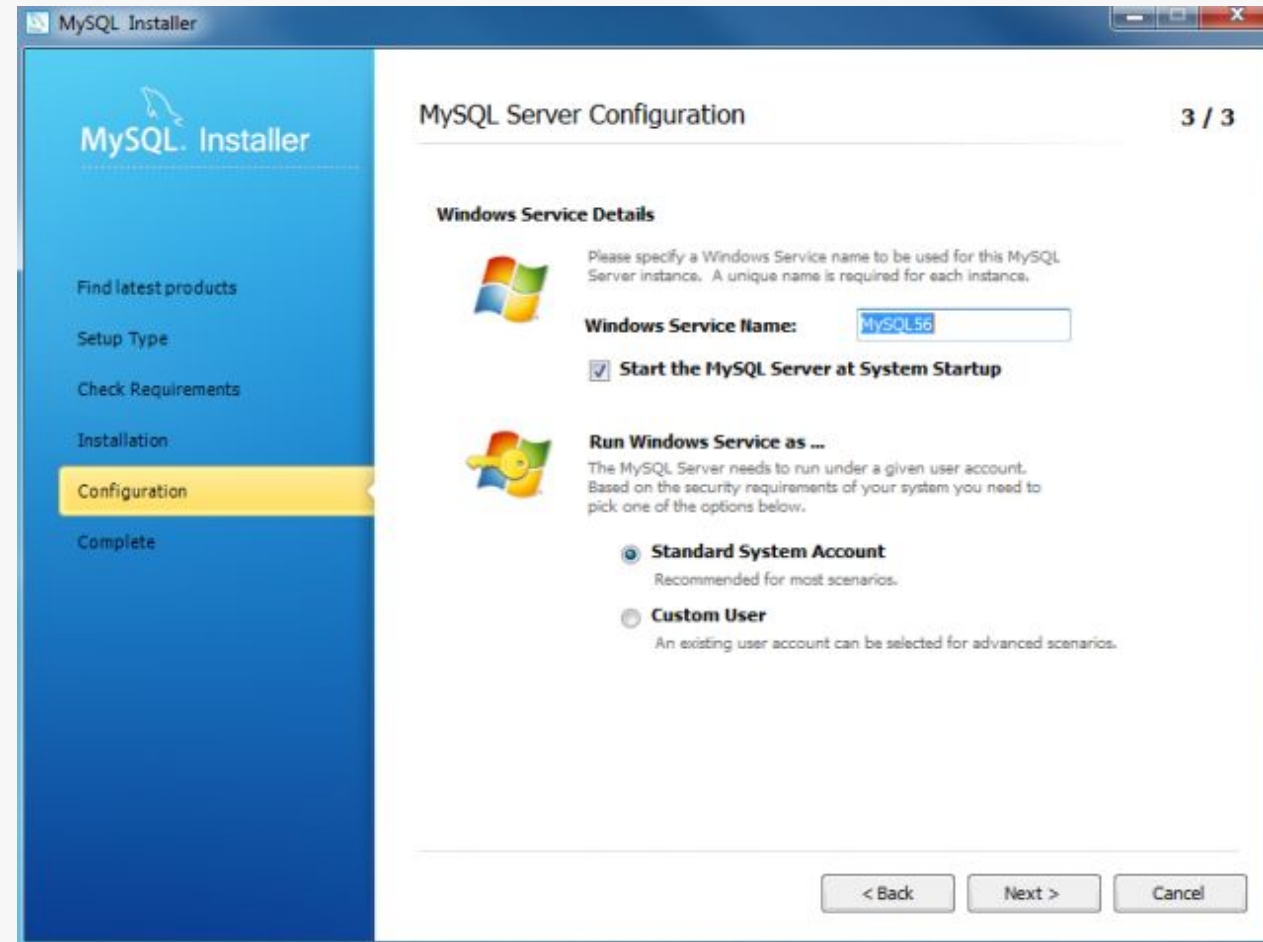 MySQL Installer
MySQL. Installer
Find latest products
Setup Type
Check Requirements
Installation
Configuration
Complete
MySQL Server Configuration
3 / 3
Windows Service Details
Please specify a Windows Service name to be used for this MySQL
Server instance. A unique name is required for each instance.
Windows Service Name:
MySQL56
Start the MySQL Server at System Startup
Run Windows Service as ...
The MySQL Server needs to run under a given user account.
Based on the security requirements of your system you need to
pick one of the options below.
Standard System Account
Recommended for most scenarios.
Custom User
An existing user account can be selected for advanced scenarios.
< Back
Next >
Cancel